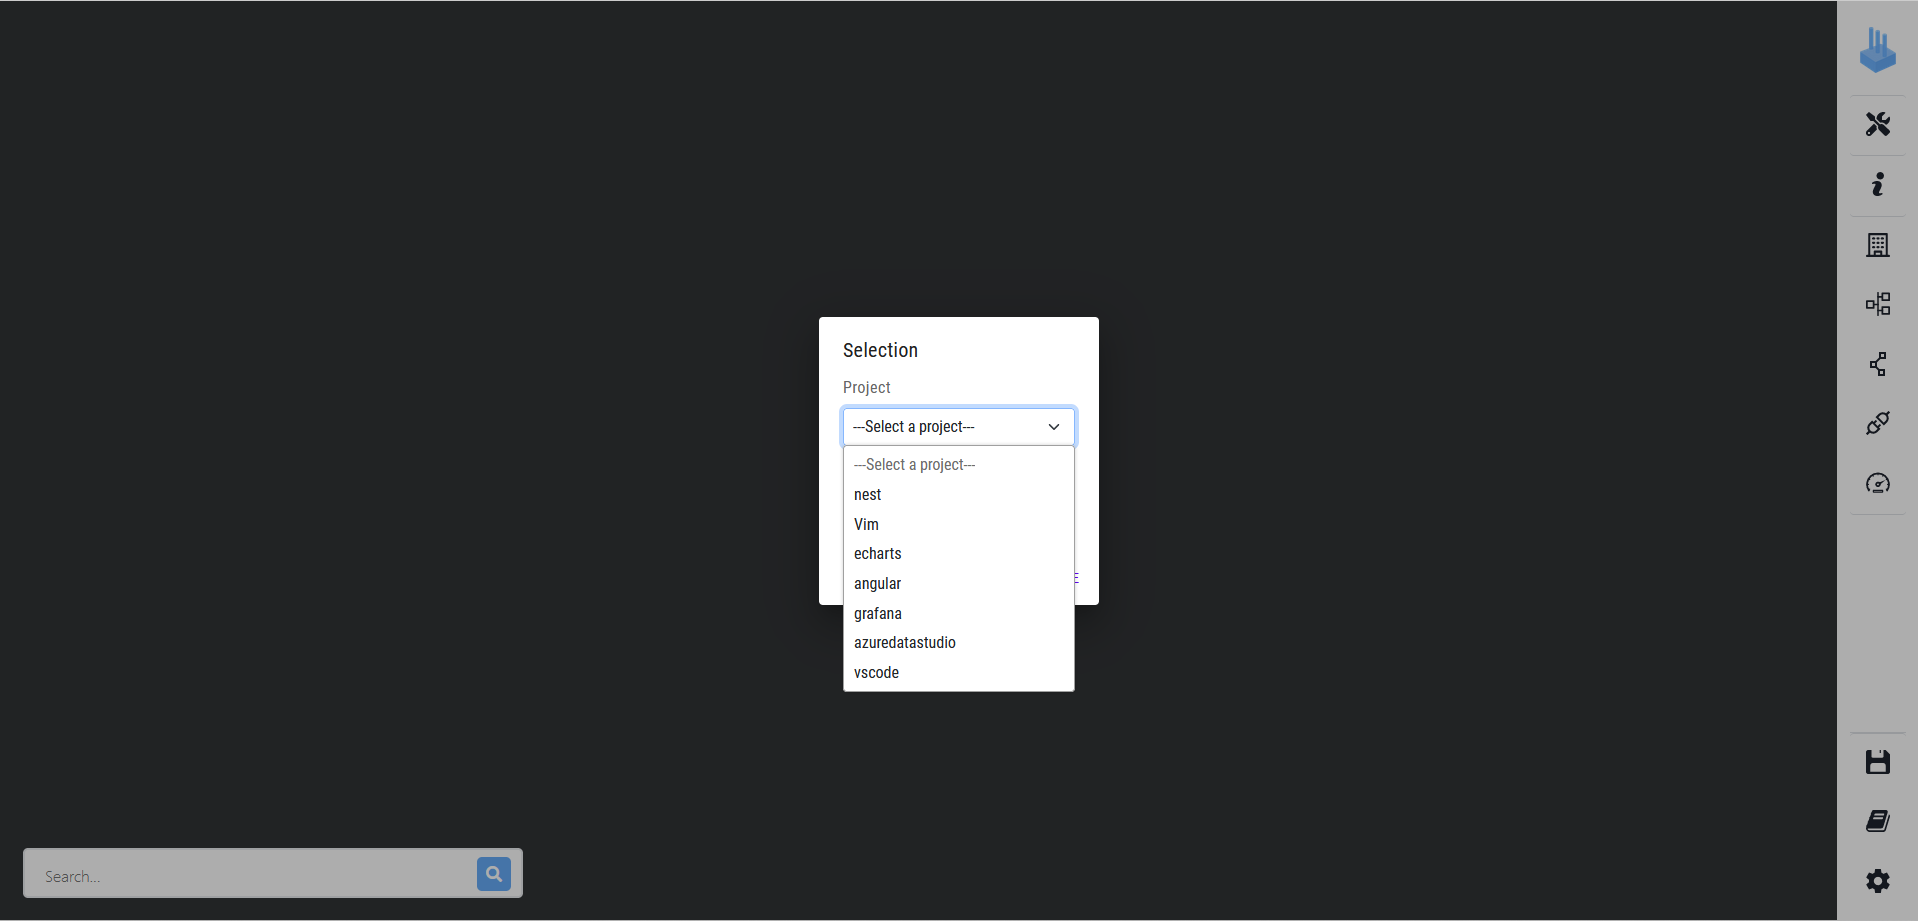 Selection
Project
---Select a project---
---Select a project---
nest
Vim
echarts
angular
grafana
azuredatastudio
vscode
Search...